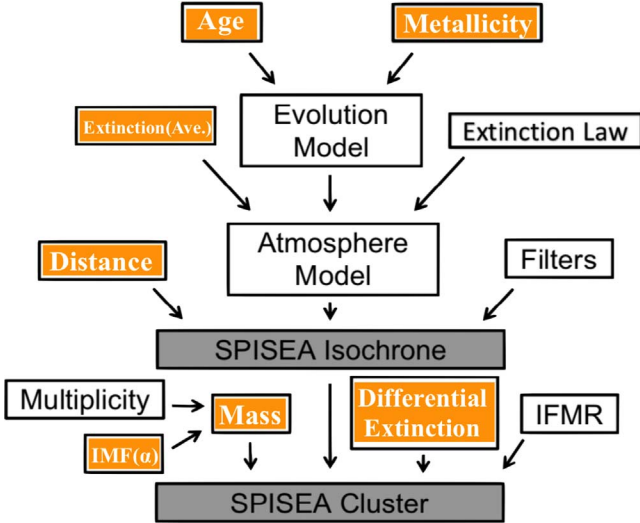 Age
Metallicity
Evolution
Model
Extinction(Ave.)
Extinction Law
Atmosphere
Model
Distance
Filters
SPISEA Isochrone
Multiplicity
Mass
Differential
Extinction
IFMR
IMF(α)
SPISEA Cluster